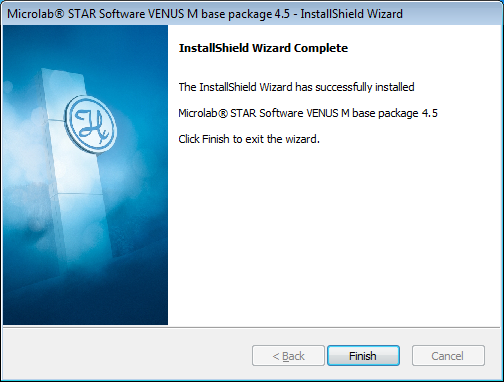 Microlab® STAR Software VENUS M base package 4.5 - InstallShield Wizard
InstallShield Wizard Complete
The InstallShield Wizard has successfully installed
Microlab® STAR Software VENUS M base package 4.5
Click Finish to exit the wizard.
< Back
Finish
Cancel